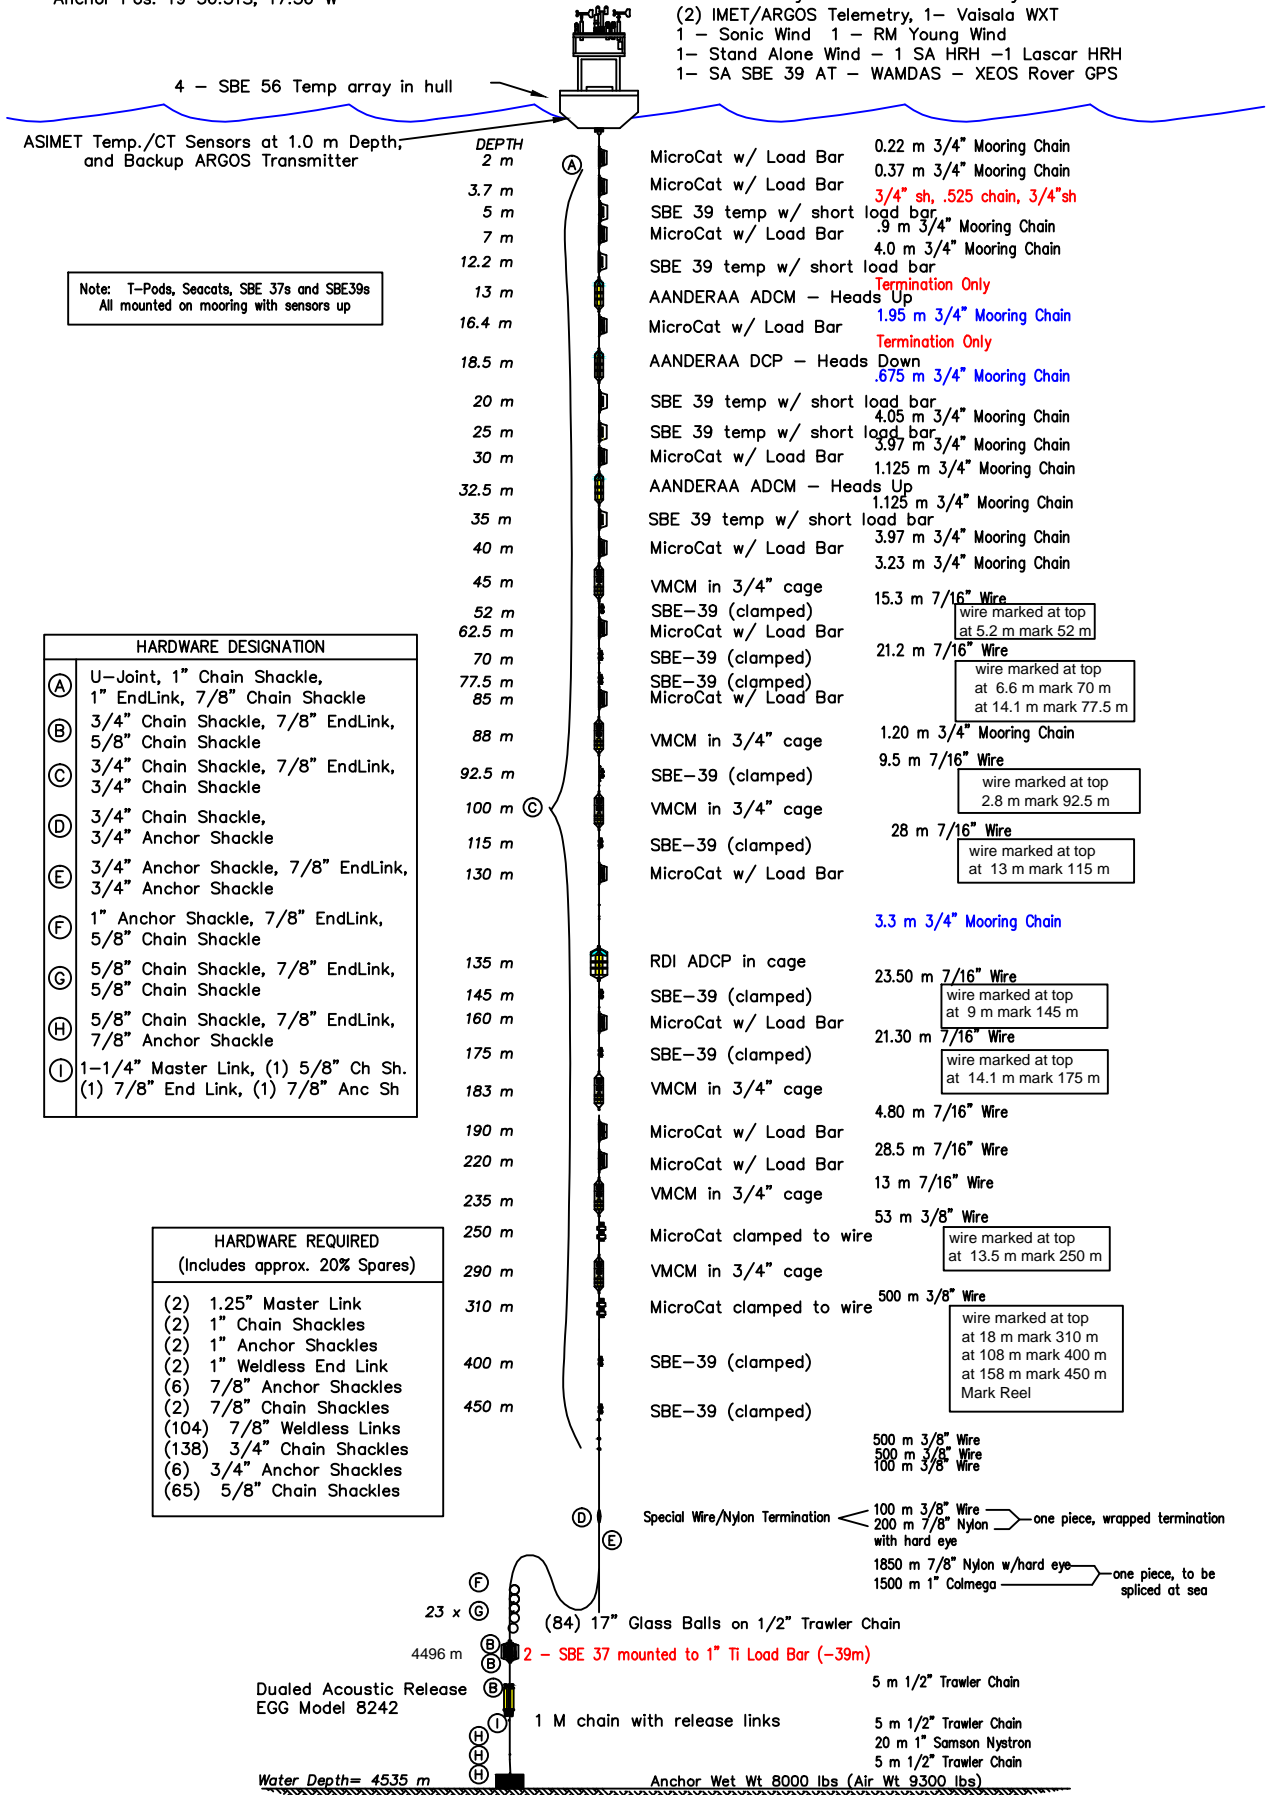 (2) IMET/ARGOS Telemetry, 1- Vaisala WXT
1 - Sonic Wind 1 - RM Young Wind
1- Stand Alone Wind - 1 SA HRH -1 Lascar HRH
1- SA SBE 39 AT - WAMDAS - XEOS Rover GPS
4 - SBE 56 Temp array in hull
ASIMET Temp./CT Sensors at 1.0 m Depth,
and Backup ARGOS Transmitter
Note: T-Pods, Seacats, SBE 37s and SBE39s
All mounted on mooring with sensors up
DEPTH
2 m
A
MicroCat w/ Load Bar
0.22 m 3/4" Mooring Chain
0.37 m 3/4" Mooring Chain
3.7 m
MicroCat w/ Load Bar
3/4" sh, .525 chain, 3/4"sh
5 m
SBE 39 temp w/ short load bar
7 m
MicroCat w/ Load Bar
.9 m 3/4" Mooring Chain
4.0 m 3/4" Mooring Chain
12.2 m
SBE 39 temp w/ short load bar
Termination Only
13 m
AANDERAA ADCM - Heads Up
1.95 m 3/4" Mooring Chain
16.4 m
MicroCat w/ Load Bar
Termination Only
18.5 m
AANDERAA DCP - Heads Down
.675 m 3/4" Mooring Chain
20 m
SBE 39 temp w/ short load bar
4.05 m 3/4" Mooring Chain
25 m
SBE 39 temp w/ short load bar
3.97 m 3/4" Mooring Chain
30 m
MicroCat w/ Load Bar
1.125 m 3/4" Mooring Chain
32.5 m
AANDERAA ADCM - Heads Up
1.125 m 3/4" Mooring Chain
35 m
SBE 39 temp w/ short load bar
3.97 m 3/4" Mooring Chain
40 m
MicroCat w/ Load Bar
3.23 m 3/4" Mooring Chain
45 m
VMCM in 3/4" cage
15.3 m 7/16" Wire
52 m
SBE-39 (clamped)
wire marked at top
at 5.2 m mark 52 m
62.5 m
MicroCat w/ Load Bar
21.2 m 7/16" Wire
70 m
SBE-39 (clamped)
77.5 m
SBE-39 (clamped)
wire marked at top
at 6.6 m mark 70 m
at 14.1 m mark 77.5 m
85 m
MicroCat w/ Load Bar
1.20 m 3/4" Mooring Chain
88 m
VMCM in 3/4" cage
9.5 m 7/16" Wire
92.5 m
SBE-39 (clamped)
wire marked at top
2.8 m mark 92.5 m
100 m
C
VMCM in 3/4" cage
28 m 7/16" Wire
115 m
SBE-39 (clamped)
wire marked at top
at 13 m mark 115 m
130 m
MicroCat w/ Load Bar
3.3 m 3/4" Mooring Chain
135 m
RDI ADCP in cage
23.50 m 7/16" Wire
145 m
SBE-39 (clamped)
wire marked at top
at 9 m mark 145 m
160 m
MicroCat w/ Load Bar
21.30 m 7/16" Wire
175 m
SBE-39 (clamped)
wire marked at top
at 14.1 m mark 175 m
183 m
VMCM in 3/4" cage
4.80 m 7/16" Wire
190 m
MicroCat w/ Load Bar
28.5 m 7/16" Wire
220 m
MicroCat w/ Load Bar
13 m 7/16" Wire
235 m
VMCM in 3/4" cage
53 m 3/8" Wire
250 m
MicroCat clamped to wire
wire marked at top
at 13.5 m mark 250 m
290 m
VMCM in 3/4" cage
500 m 3/8" Wire
310 m
MicroCat clamped to wire
wire marked at top
at 18 m mark 310 m
at 108 m mark 400 m
at 158 m mark 450 m
Mark Reel
400 m
SBE-39 (clamped)
450 m
SBE-39 (clamped)
500 m 3/8" Wire
500 m 3/8" Wire
100 m 3/8" Wire
HARDWARE DESIGNATION
A U-Joint, 1" Chain Shackle,
1" EndLink, 7/8" Chain Shackle
B 3/4" Chain Shackle, 7/8" EndLink,
5/8" Chain Shackle
C 3/4" Chain Shackle, 7/8" EndLink,
3/4" Chain Shackle
D 3/4" Chain Shackle,
3/4" Anchor Shackle
E 3/4" Anchor Shackle, 7/8" EndLink,
3/4" Anchor Shackle
F 1" Anchor Shackle, 7/8" EndLink,
5/8" Chain Shackle
G 5/8" Chain Shackle, 7/8" EndLink,
5/8" Chain Shackle
H 5/8" Chain Shackle, 7/8" EndLink,
7/8" Anchor Shackle
I 1-1/4" Master Link, (1) 5/8" Ch Sh.
(1) 7/8" End Link, (1) 7/8" Anc Sh
HARDWARE REQUIRED
(Includes approx. 20% Spares)
(2) 1.25" Master Link
(2) 1" Chain Shackles
(2) 1" Anchor Shackles
(2) 1" Weldless End Link
(6) 7/8" Anchor Shackles
(2) 7/8" Chain Shackles
(104) 7/8" Weldless Links
(138) 3/4" Chain Shackles
(6) 3/4" Anchor Shackles
(65) 5/8" Chain Shackles
D
Special Wire/Nylon Termination
100 m 3/8" Wire
200 m 7/8" Nylon
with hard eye
one piece, wrapped termination
E
1850 m 7/8" Nylon w/hard eye
1500 m 1" Colmega
one piece, to be
spliced at sea
F
23 x G
(84) 17" Glass Balls on 1/2" Trawler Chain
4496 m
B
B
2 - SBE 37 mounted to 1" Ti Load Bar (-39m)
5 m 1/2" Trawler Chain
Dualed Acoustic Release
EGG Model 8242
B
I
1 M chain with release links
5 m 1/2" Trawler Chain
H
20 m 1" Samson Nystron
H
5 m 1/2" Trawler Chain
H
Water Depth= 4535 m
Anchor Wet Wt 8000 lbs (Air Wt 9300 lbs)